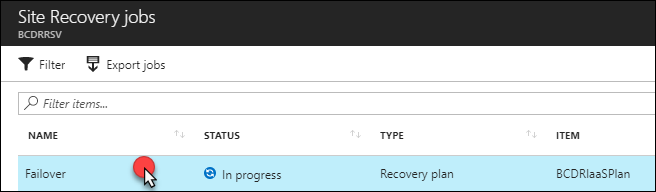 Site Recovery jobs
BCDRRSV
Filter Export jobs
Filter items...
NAME STATUS TYPE ITEM
Failover In progress Recovery plan BCDRIaaSPlan